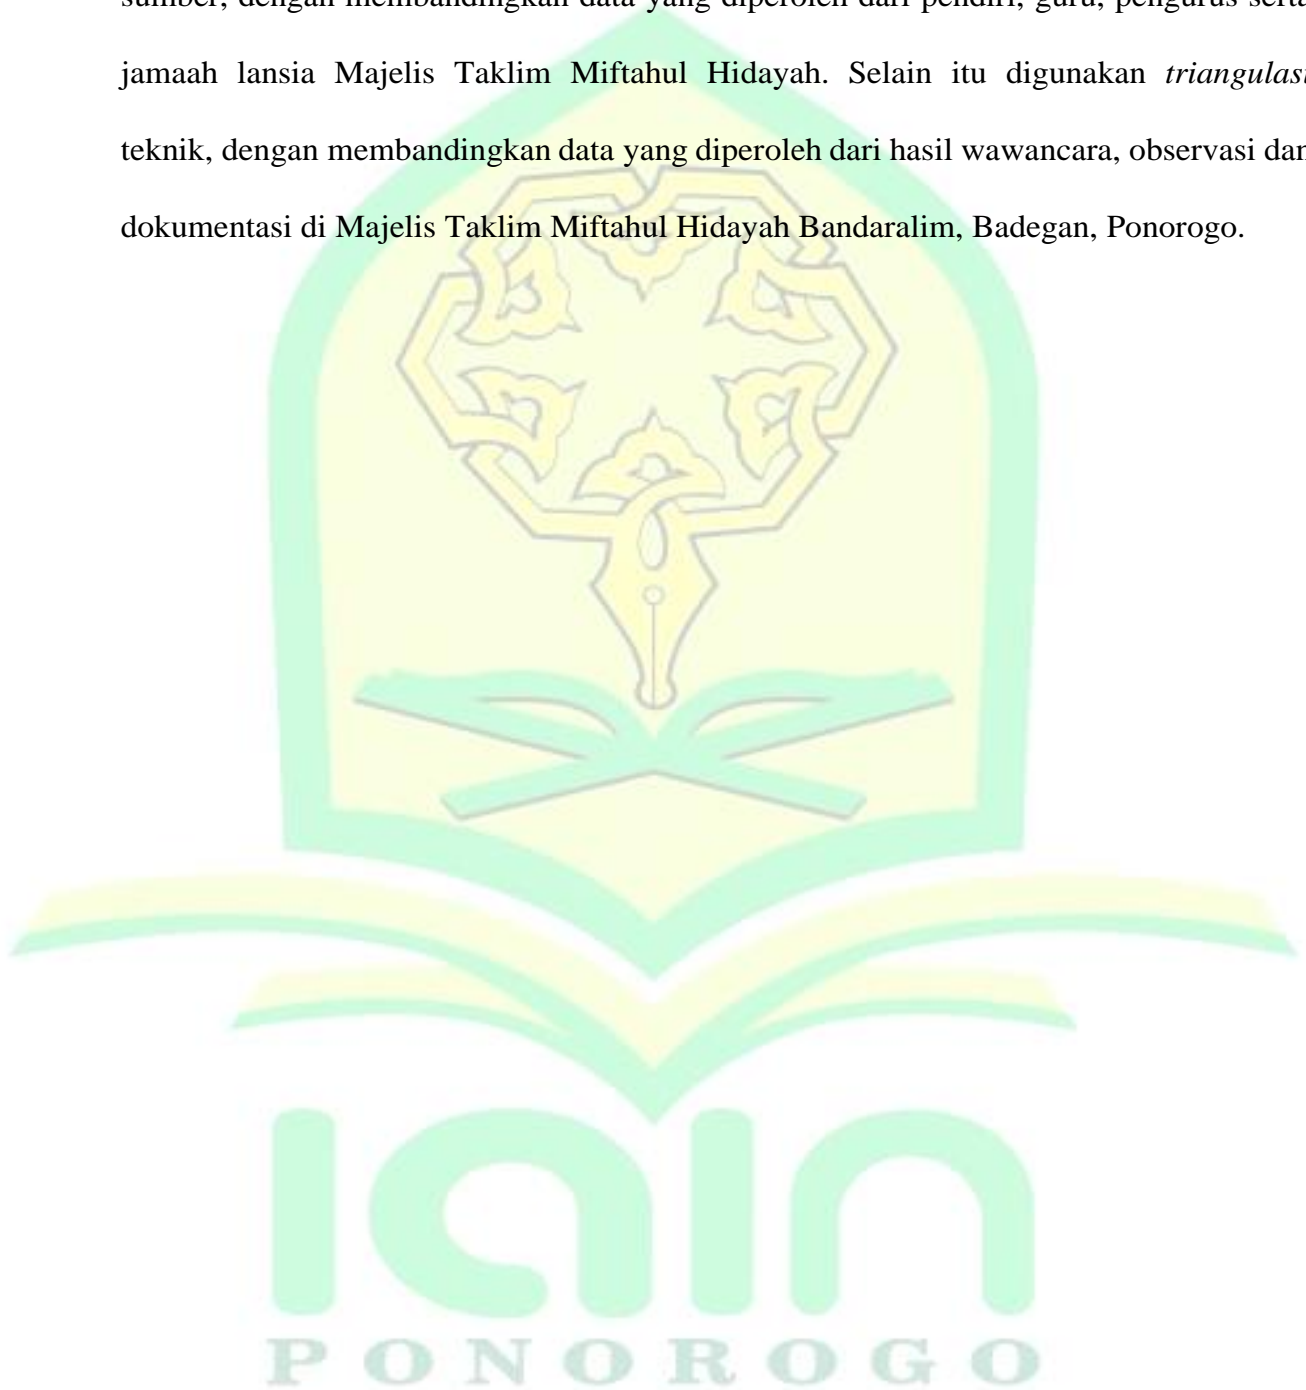 sumber, dengan membandingkan data yang diperoleh dari pendiri, guru, pengurus serta
jamaah lansia Majelis Taklim Miftahul Hidayah. Selain itu digunakan triangulasi
teknik, dengan membandingkan data yang diperoleh dari hasil wawancara, observasi dan
dokumentasi di Majelis Taklim Miftahul Hidayah Bandaralim, Badegan, Ponorogo.
iain
PONOROGO